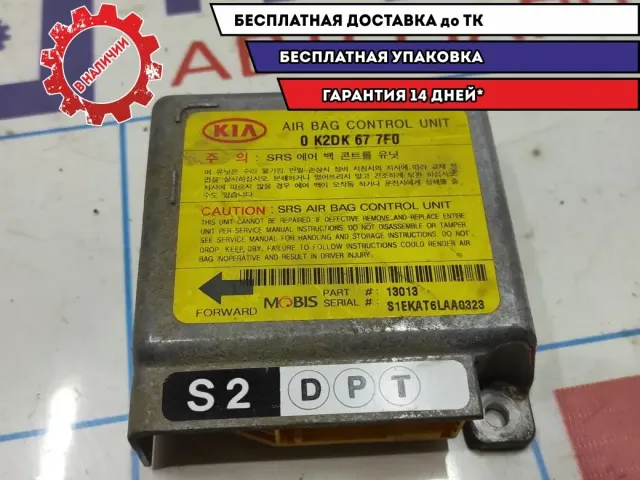 БЕСПЛАТНАЯ ДОСТАВКА до ТК
БЕСПЛАТНАЯ УПАКОВКА
ГАРАНТИЯ 14 ДНЕЙ*
В НАЛИЧИИ
KIA
AIR BAG CONTROL UNIT
0 K2DK 67 7F0
주 의 : SRS 에어 백 콘트롤 유닛
CAUTION : SRS AIR BAG CONTROL UNIT
THIS UNIT CANNOT BE REPAIRED. IF DEFECTIVE REMOVE AND REPLACE ENTIRE
UNIT PER SERVICE MANUAL INSTRUCTIONS. DO NOT DISASSEMBLE OR TAMPER.
SEE SERVICE MANUAL FOR HANDLING AND STORAGE INSTRUCTIONS. DO NOT
DROP. KEEP DRY. FAILURE TO FOLLOW INSTRUCTIONS COULD RENDER AIR
BAG INOPERATIVE AND RESULT IN DRIVER INJURY.
FORWARD
MOBIS
PART # : 13013
SERIAL # : S1EKAT6LAA0323
S2 D P T